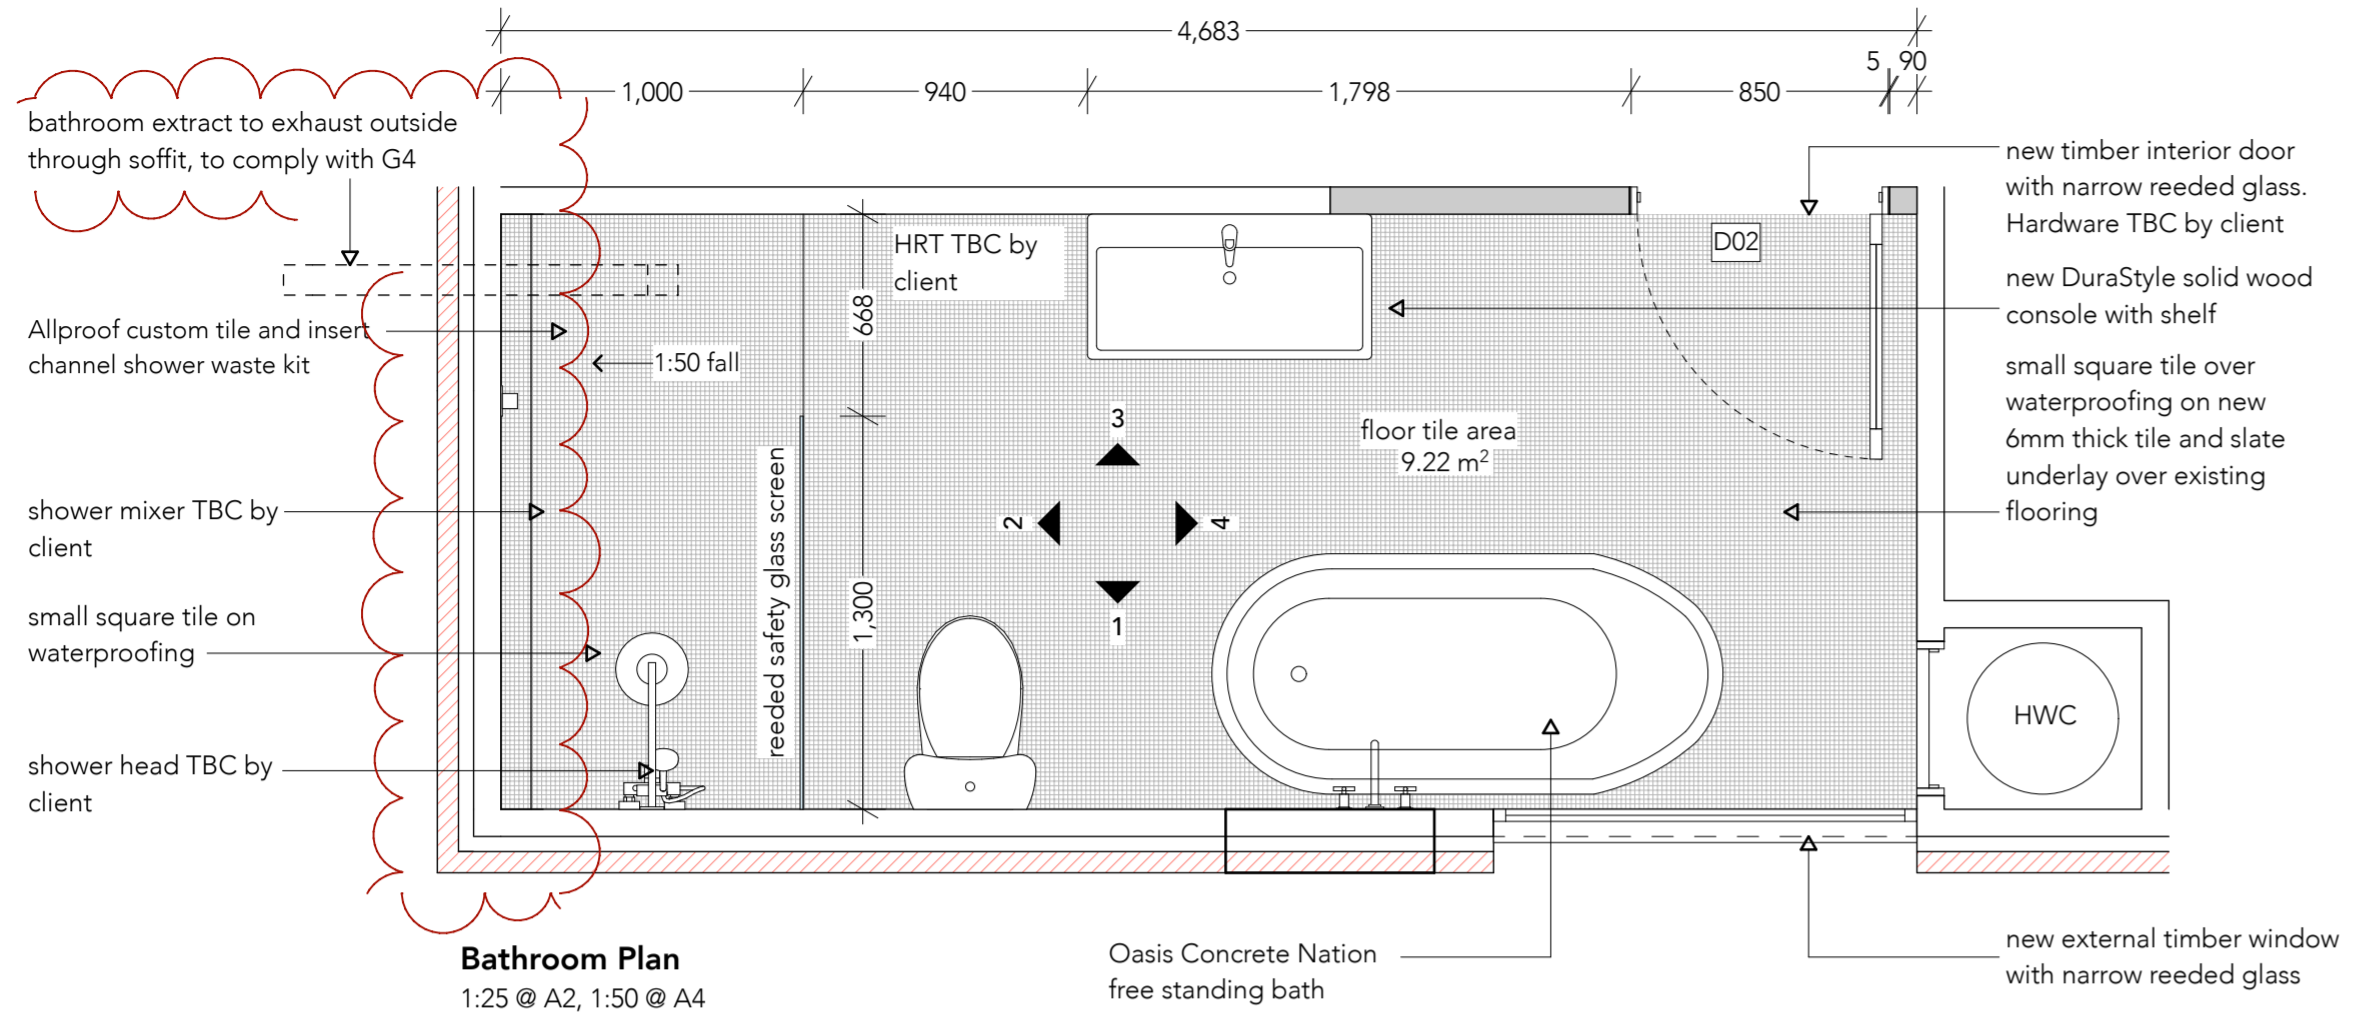 4,683
5 90
1,000
940
1,798
850
bathroom extract to exhaust outside
through soffit, to comply with G4
new timber interior door
with narrow reeded glass.
Hardware TBC by client
HRT TBC by
client
D02
new DuraStyle solid wood
console with shelf
668
Allproof custom tile and insert
channel shower waste kit
1:50 fall
small square tile over
waterproofing on new
6mm thick tile and slate
underlay over existing
flooring
3
floor tile area
9.22 m²
reeded safety glass screen
2
4
shower mixer TBC by
client
1,300
1
small square tile on
waterproofing
HWC
shower head TBC by
client
Bathroom Plan
1:25 @ A2, 1:50 @ A4
Oasis Concrete Nation
free standing bath
new external timber window
with narrow reeded glass